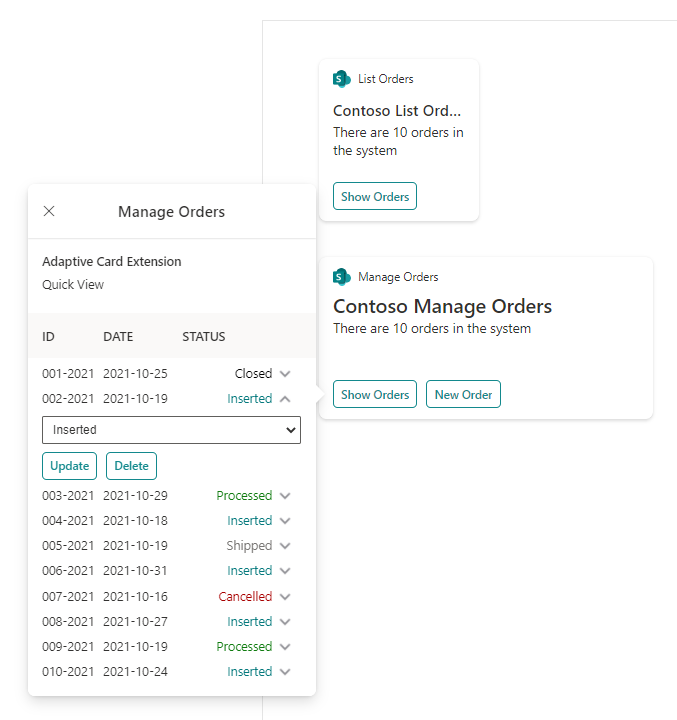 S List Orders
Contoso List Ord...
There are 10 orders in
the system
Show Orders
Manage Orders
Adaptive Card Extension
Quick View
ID DATE STATUS
001-2021 2021-10-25 Closed
002-2021 2021-10-19 Inserted
Inserted
Update Delete
003-2021 2021-10-29 Processed
004-2021 2021-10-18 Inserted
005-2021 2021-10-19 Shipped
006-2021 2021-10-31 Inserted
007-2021 2021-10-16 Cancelled
008-2021 2021-10-27 Inserted
009-2021 2021-10-19 Processed
010-2021 2021-10-24 Inserted
S Manage Orders
Contoso Manage Orders
There are 10 orders in the system
Show Orders New Order